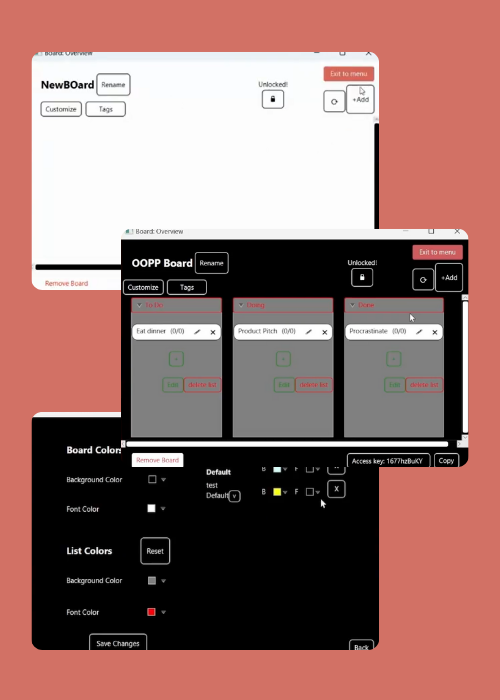 Board: Overview
Exit to menu
NewBOard
Rename
Unlocked!
+Add
Customize
Tags
Remove Board
Board: Overview
Exit to menu
OOPP Board
Rename
Unlocked!
+Add
Customize
Tags
To Do
Doing
Done
Eat dinner (0/0)
x
Product Pitch (0/0)
x
Procrastinate (0/0)
x
+
+
+
Edit
delete list
Edit
delete list
Edit
delete list
Remove Board
Access key: 1677hzBuKY
Copy
Board Colors
Default
B
F
Background Color
test
Default
B
F
X
Font Color
List Colors
Reset
Background Color
Font Color
Save Changes
Back